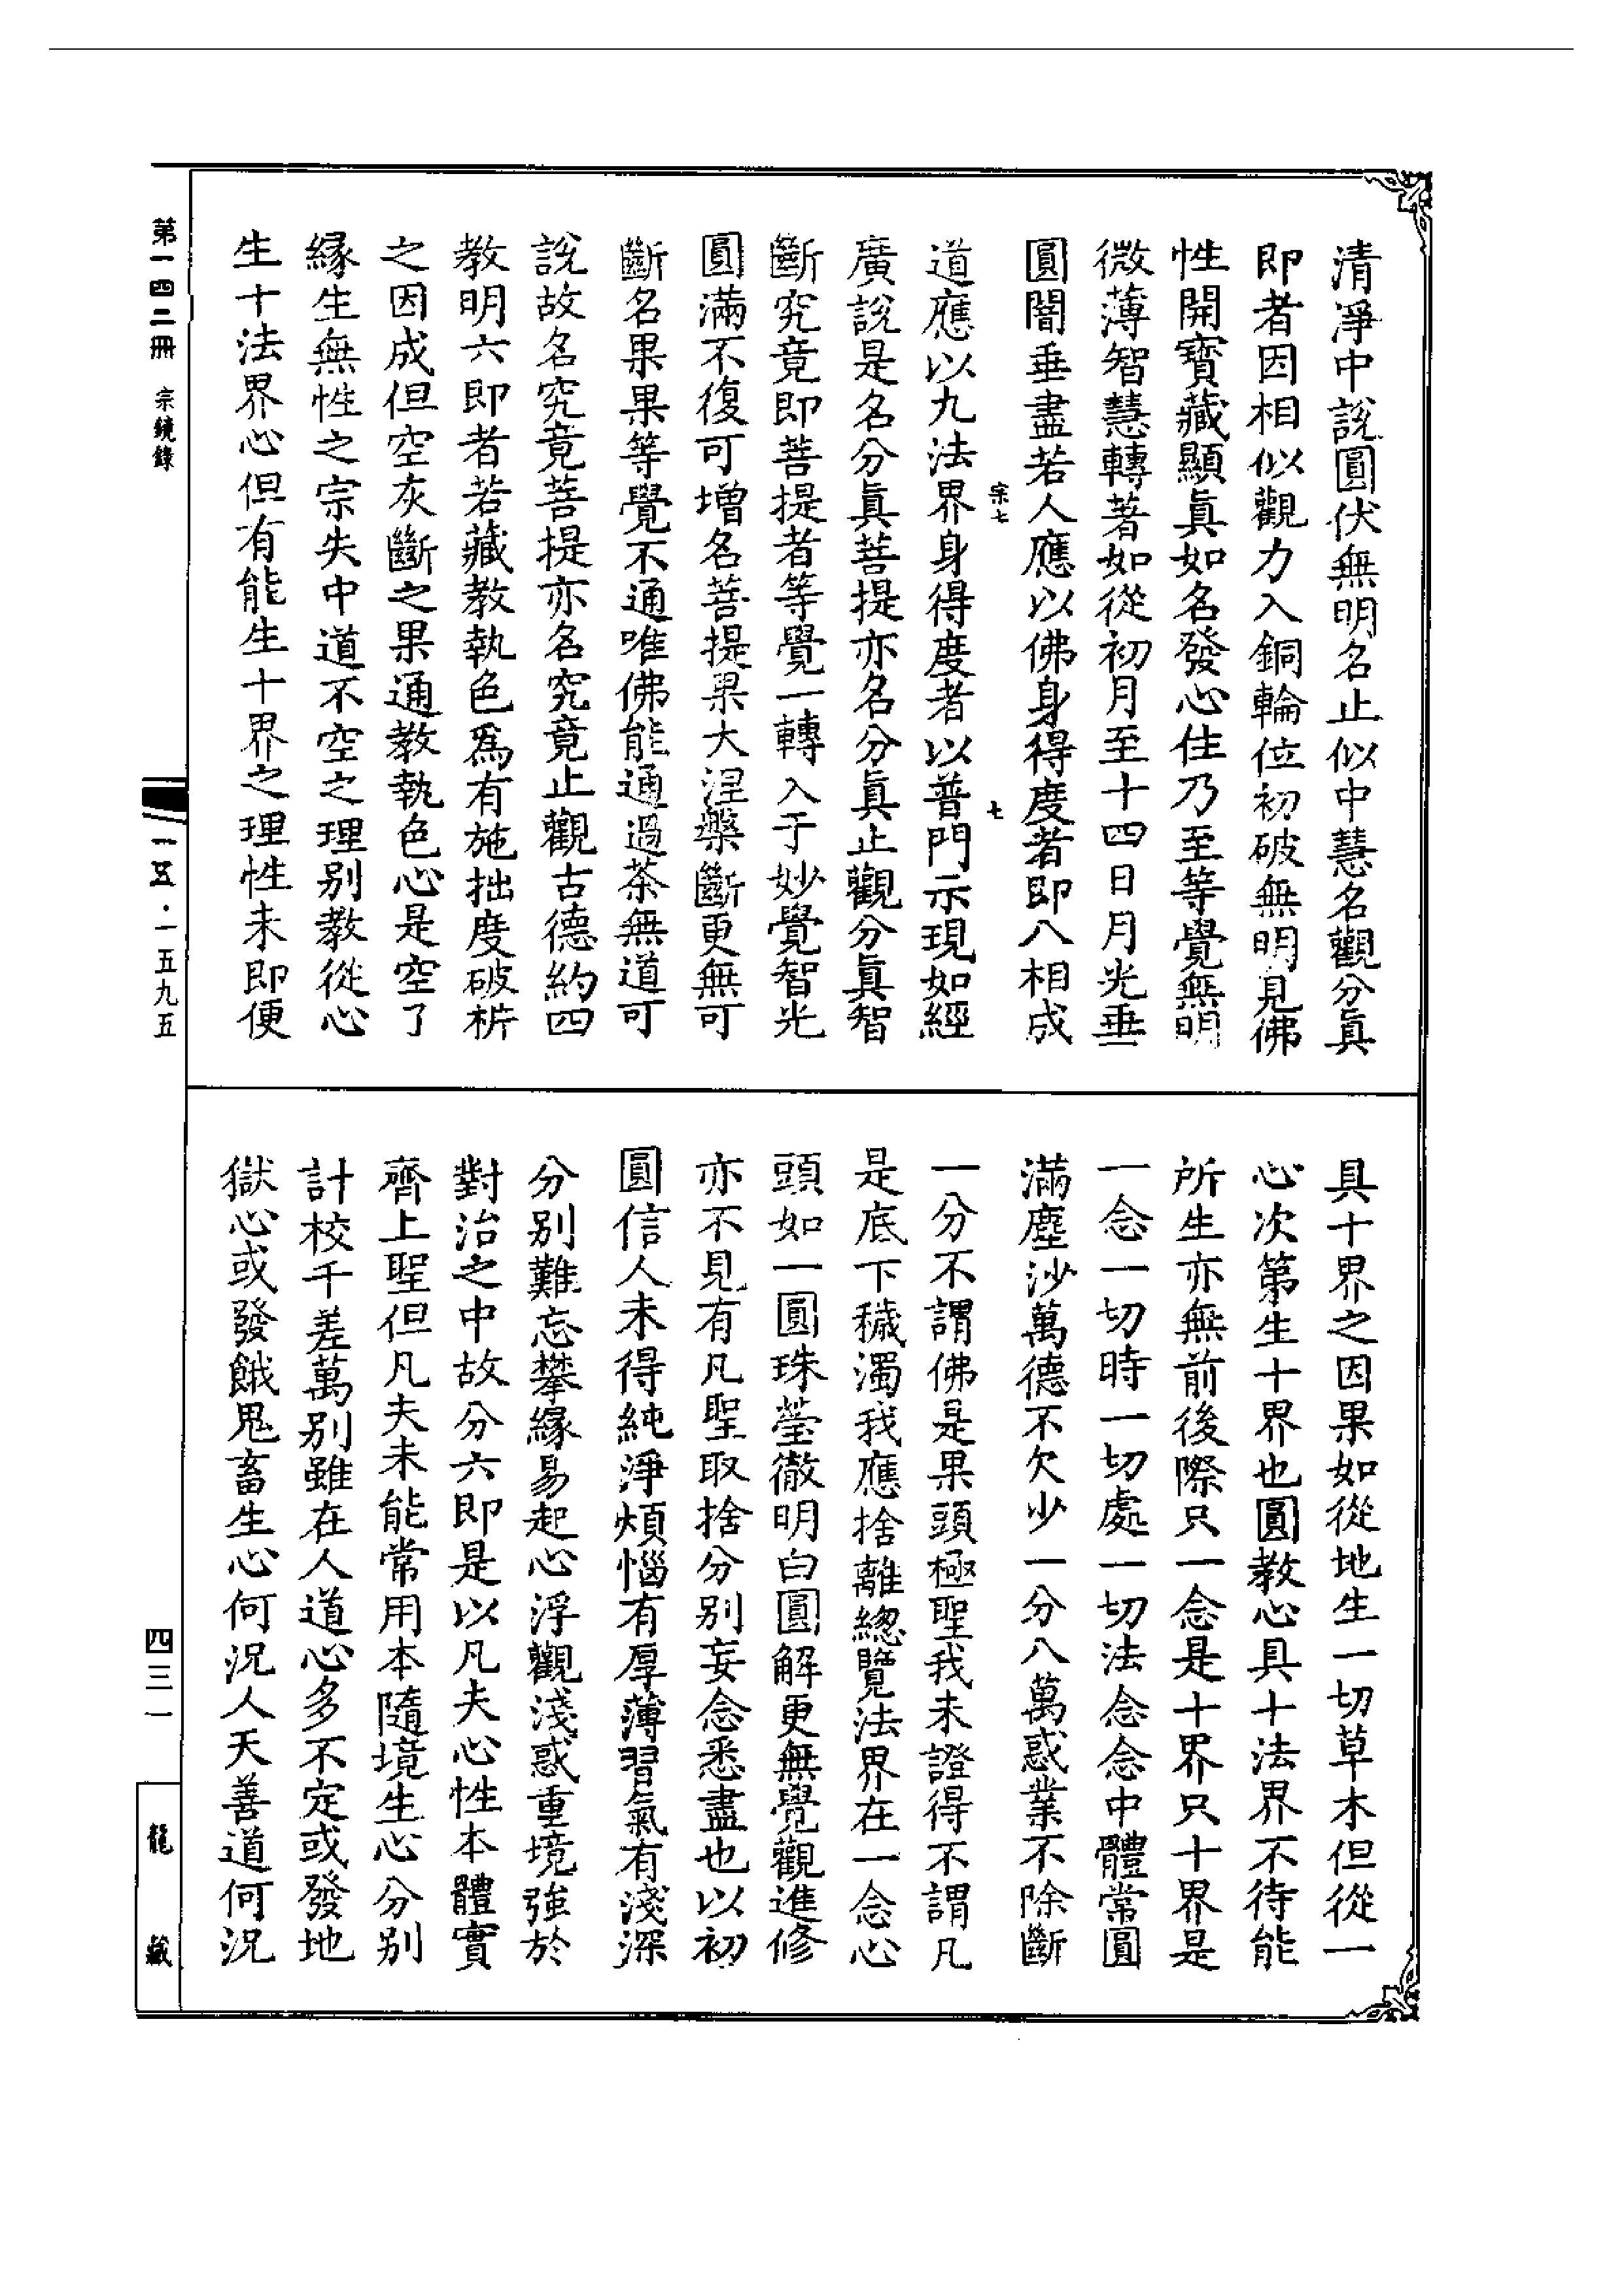 清凈中說圓伏無明名止似中慧名觀分眞
即者因相似觀力入銅輪位初破無明見佛
性開寳藏顯眞如名發心住乃至等覺無明
微薄智慧轉著如從初月至十四日月光垂
圓闇垂盡若人應以佛身得度者即八相成
宗七
七
道應以九法界身得度者以普門示現如經
廣說是名分眞菩提亦名分眞止觀分眞智
斷究竟即菩提者等覺一轉入于妙覺智光
圓滿不復可增名菩提果大涅槃斷更無可
斷名果果等覺不通唯佛能通過茶無道可
說故名究竟菩提亦名究竟止觀古德約四
教明六即者若藏教執色爲有施拙度破析
之因成但空灰斷之果通教執色心是空了
緣生無性之宗失中道不空之理別教從心
生十法界心但有能生十界之理性未即便
具十界之因果如從地生一切草木但從一
心次第生十界也圓教心具十法界不待能
所生亦無前後際只一念是十界只十界是
一念一切時一切處一切法念念中體常圓
滿塵沙萬德不欠少一分八萬惑業不除斷
一分不謂佛是果頭極聖我未證得不謂凡
是底下穢濁我應捨離緫覽法界在一念心
頭如一圓珠瑩徹明白圓解更無覺觀進修
亦不見有凡聖取捨分別妄念悉盡也以初
圓信人未得純淨煩惱有厚薄習氣有淺深
分別難忘攀緣易起心浮觀淺惑重境強於
對治之中故分六即是以凡夫心性本體實
齊上聖但凡夫未能常用本隨境生心分別
計校千差萬別雖在人道心多不定或發地
獄心或發餓鬼畜生心何況人天善道何況
第一四二冊 宗鏡錄
一五·一五九五
四三一
龍藏